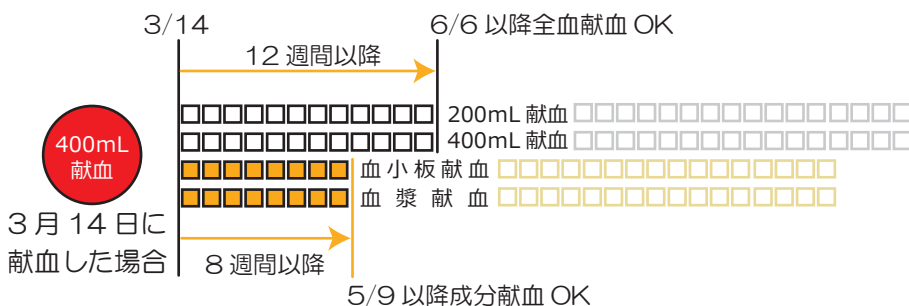 3/14
6/6 以降全血献血 OK
12 週間以降
200mL 献血
400mL 献血
400mL
献血
血小板献血
血漿献血
3 月 14 日に
献血した場合
8 週間以降
5/9 以降成分献血 OK